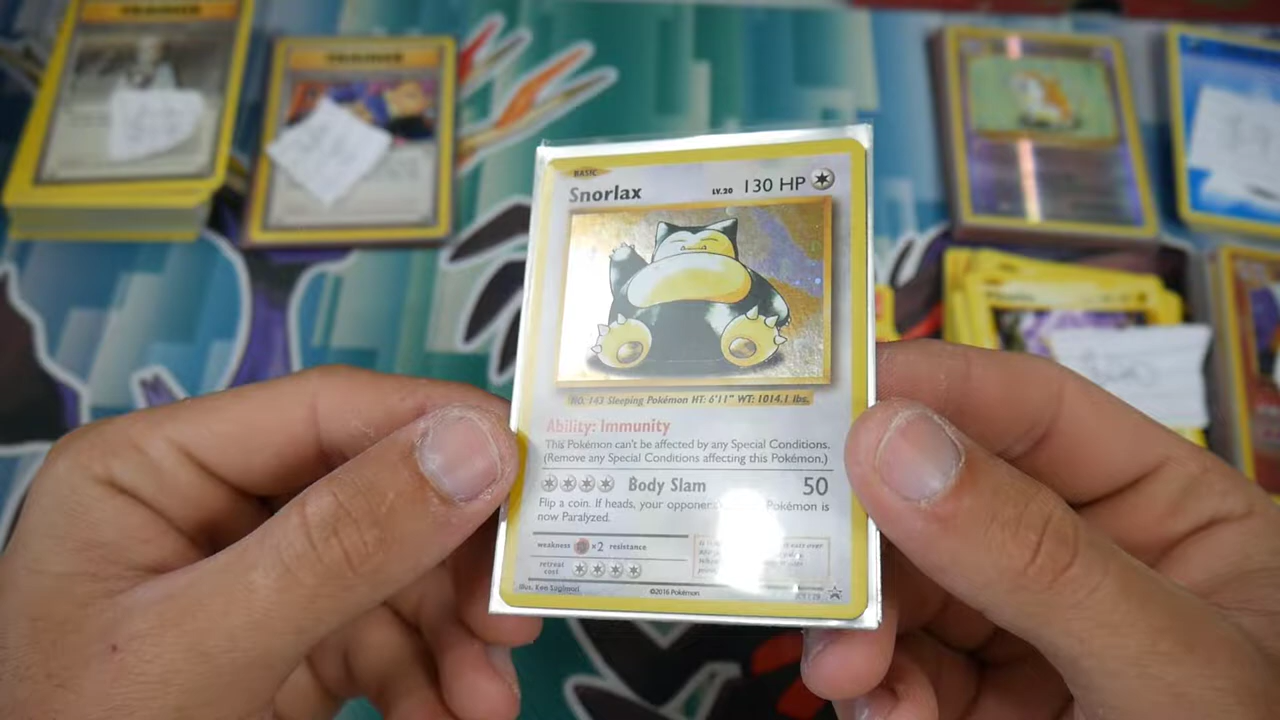 TRAINER
TRAINER
BASIC
Snorlax LV.20 130 HP
NO. 143 Sleeping Pokémon HT: 6'11" WT: 1014.1 lbs.
Ability: Immunity
This Pokémon can't be affected by any Special Conditions.
(Remove any Special Conditions affecting this Pokémon.)
Body Slam 50
Flip a coin. If heads, your opponent's Pokémon is
now Paralyzed.
weakness ×2 resistance
retreat
cost
Illus. Ken Sugimori
©2016 Pokémon